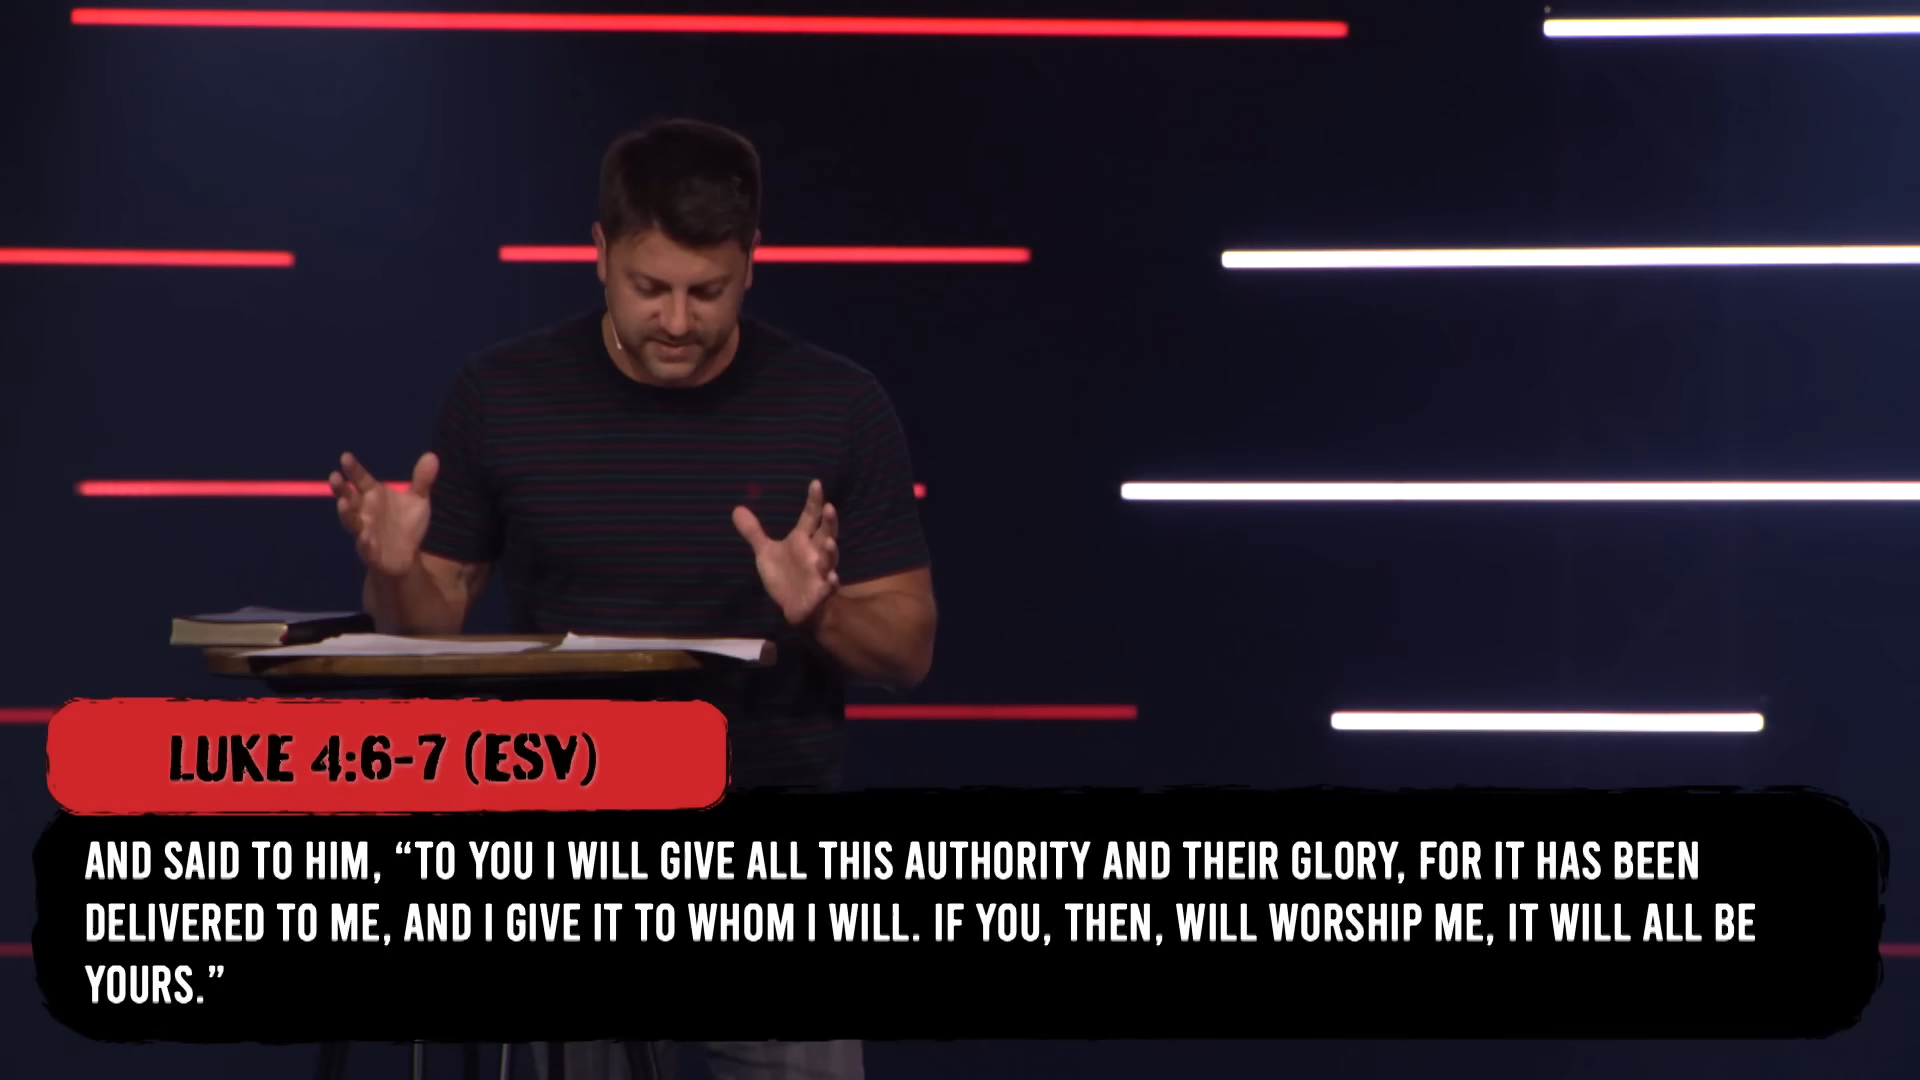 LUKE 4:6-7 (ESV)
AND SAID TO HIM, “TO YOU I WILL GIVE ALL THIS AUTHORITY AND THEIR GLORY, FOR IT HAS BEEN
DELIVERED TO ME, AND I GIVE IT TO WHOM I WILL. IF YOU, THEN, WILL WORSHIP ME, IT WILL ALL BE
YOURS.”